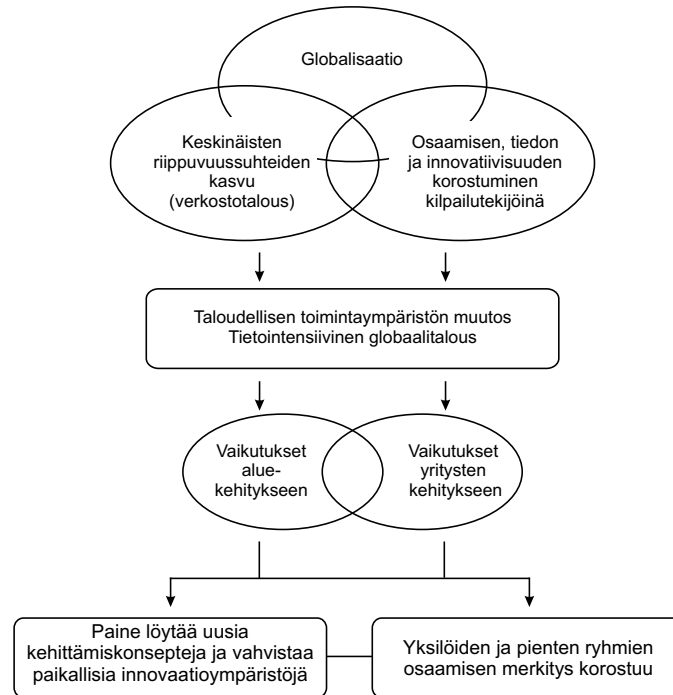 Globalisaatio
Keskinäisten
riippuvuussuhteiden
kasvu
(verkostotalous)
Osaamisen, tiedon
ja innovatiivisuuden
korostuminen
kilpailutekijöinä
Taloudellisen toimintaympäristön muutos
Tietointensiivinen globaalitalous
Vaikutukset
alue-
kehitykseen
Vaikutukset
yritysten
kehitykseen
Paine löytää uusia
kehittämiskonsepteja ja vahvistaa
paikallisia innovaatioympäristöjä
Yksilöiden ja pienten ryhmien
osaamisen merkitys korostuu